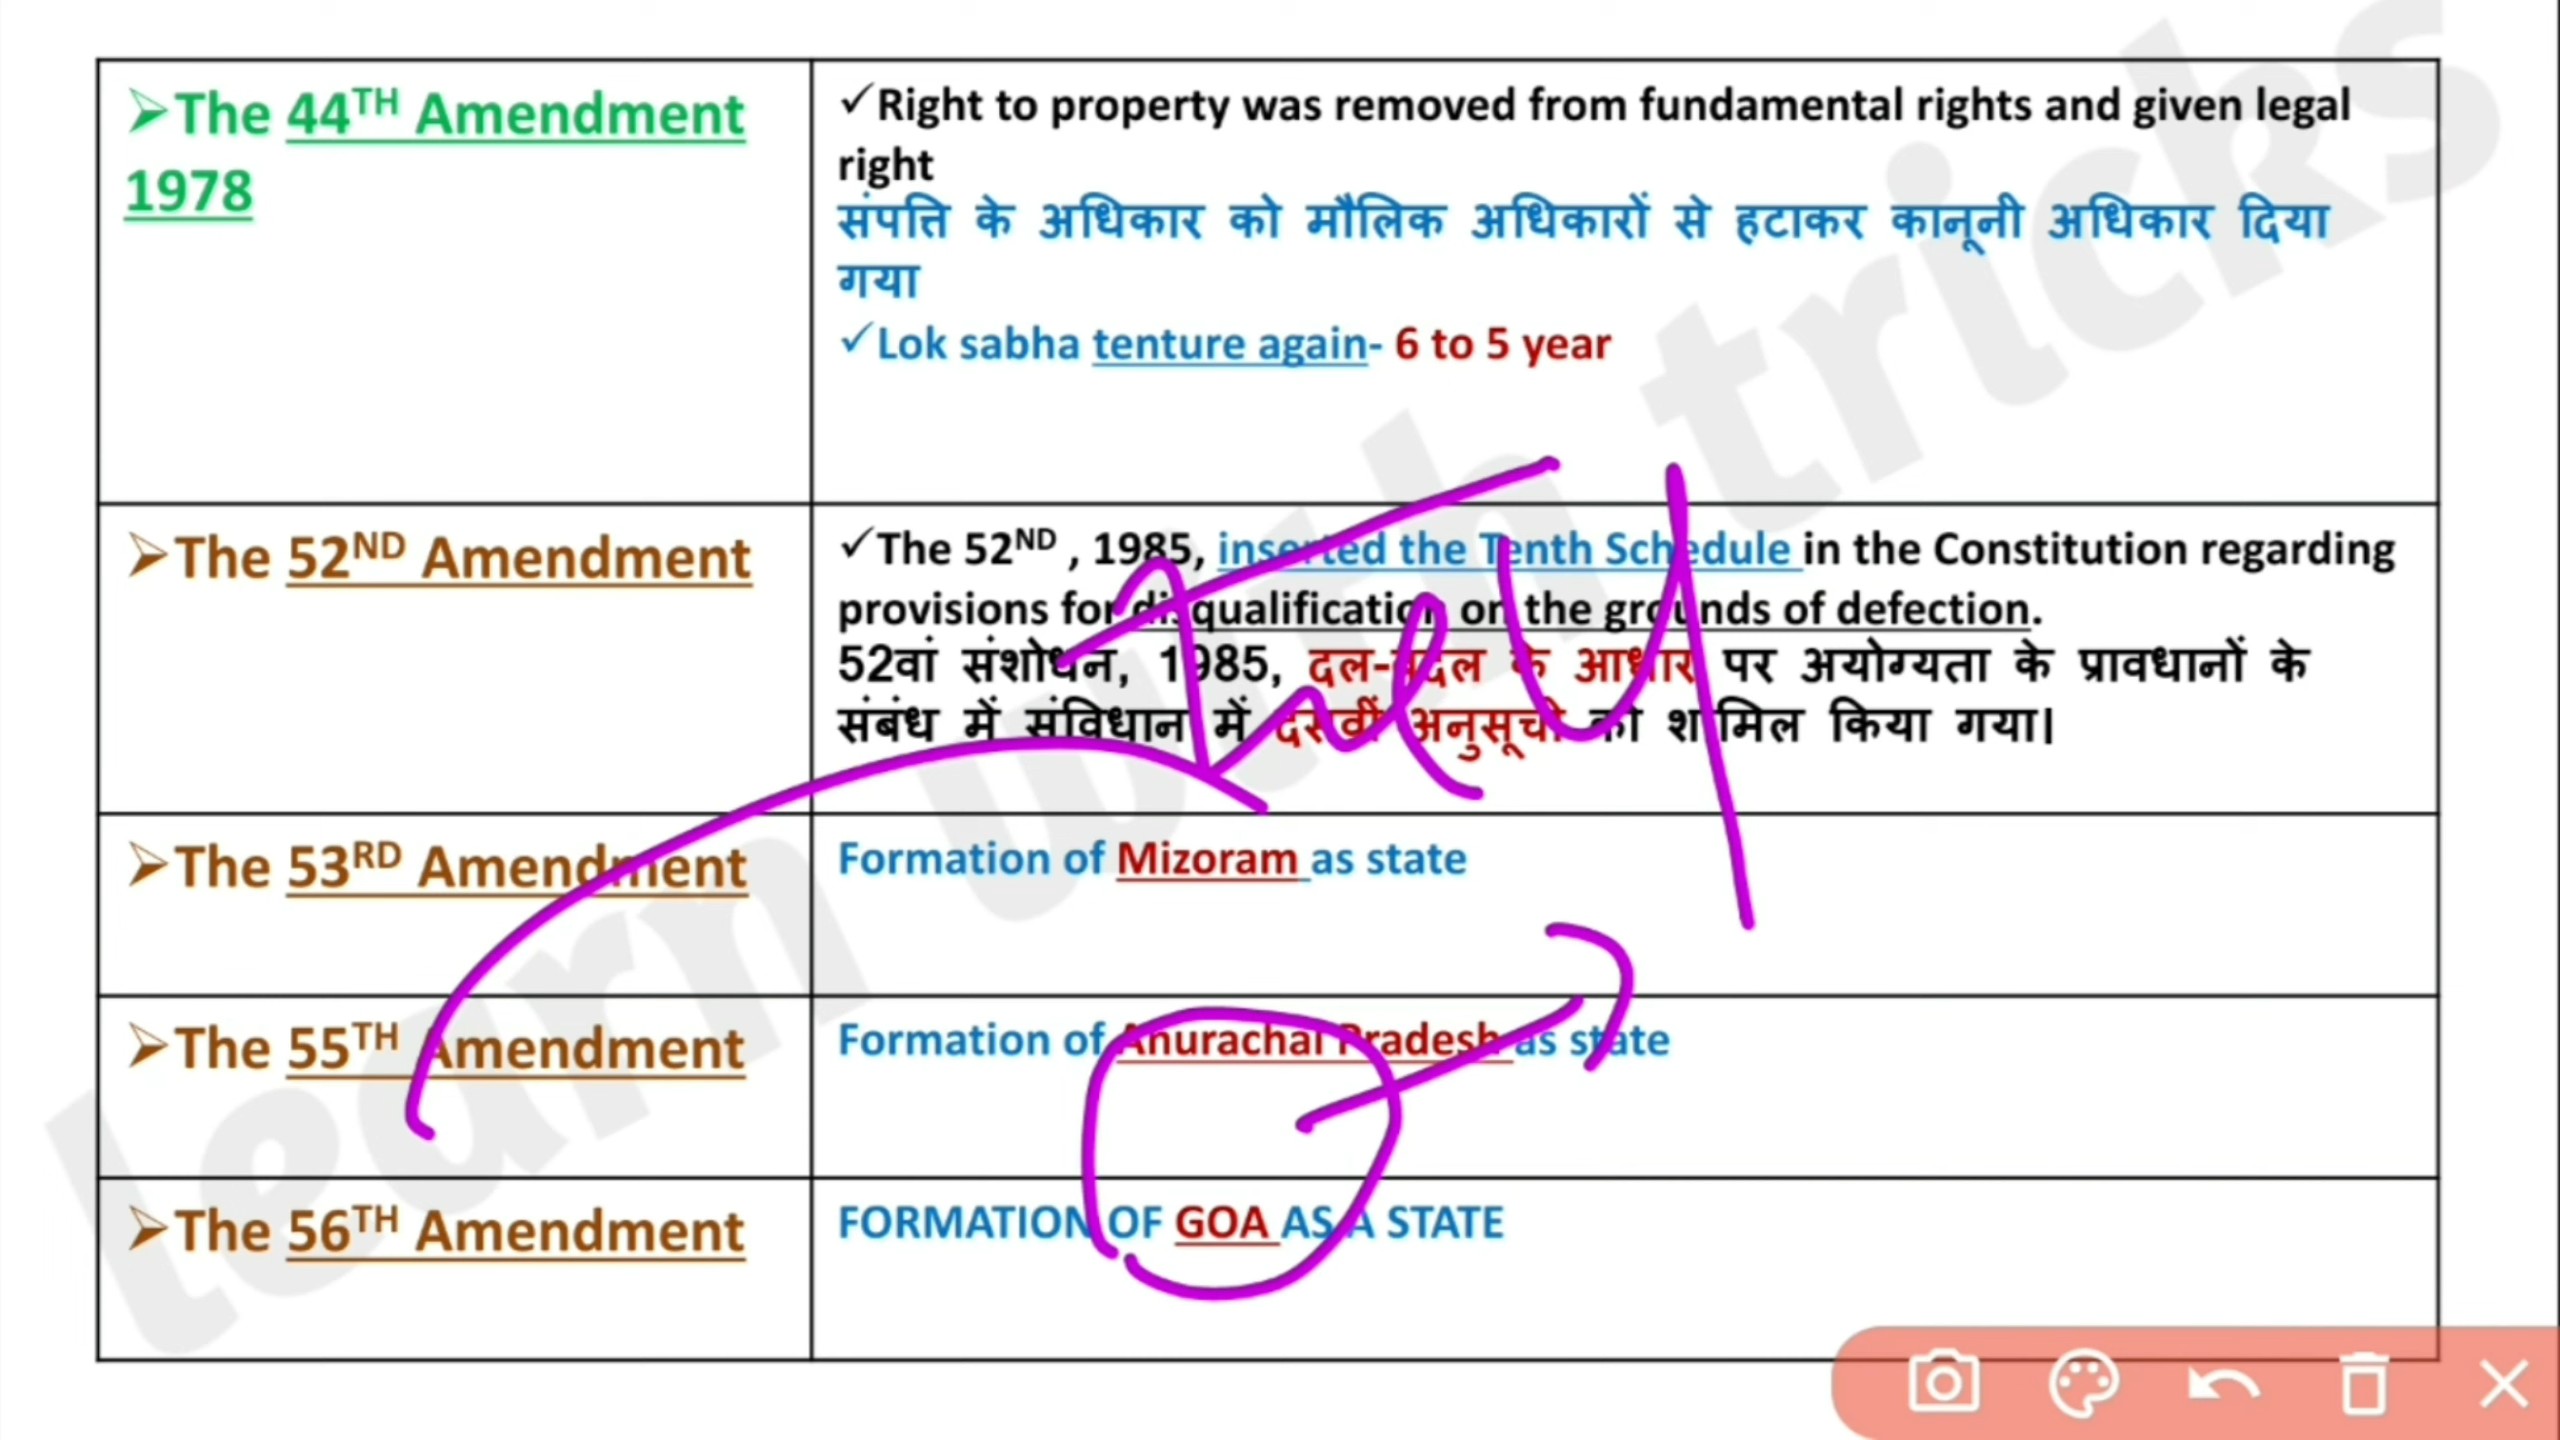 ➢The 44TH Amendment
1978
✓Right to property was removed from fundamental rights and given legal
right
संपत्ति के अधिकार को मौलिक अधिकारों से हटाकर कानूनी अधिकार दिया
गया
✓Lok sabha tenture again- 6 to 5 year
➢The 52ND Amendment
✓The 52ND , 1985, inserted the Tenth Schedule in the Constitution regarding
provisions for disqualification on the grounds of defection.
52वां संशोधन, 1985, दल-बदल के आधार पर अयोग्यता के प्रावधानों के
संबंध में संविधान में दसवीं अनुसूची को शामिल किया गया।
➢The 53RD Amendment
Formation of Mizoram as state
➢The 55TH Amendment
Formation of Anurachal Pradesh as state
➢The 56TH Amendment
FORMATION OF GOA AS A STATE
learn with tricks